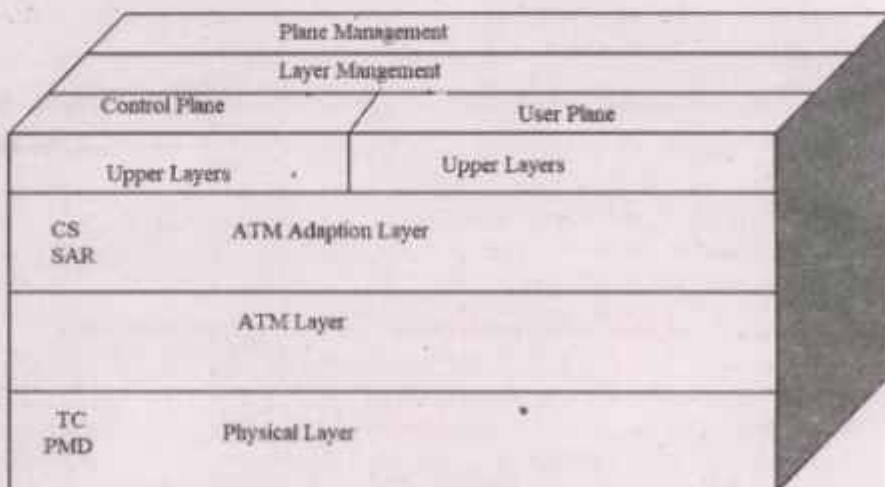 Plane Management
Layer Mangement
Control Plane
User Plane
Upper Layers
Upper Layers
CS
ATM Adaption Layer
SAR
ATM Layer
TC
Physical Layer
PMD